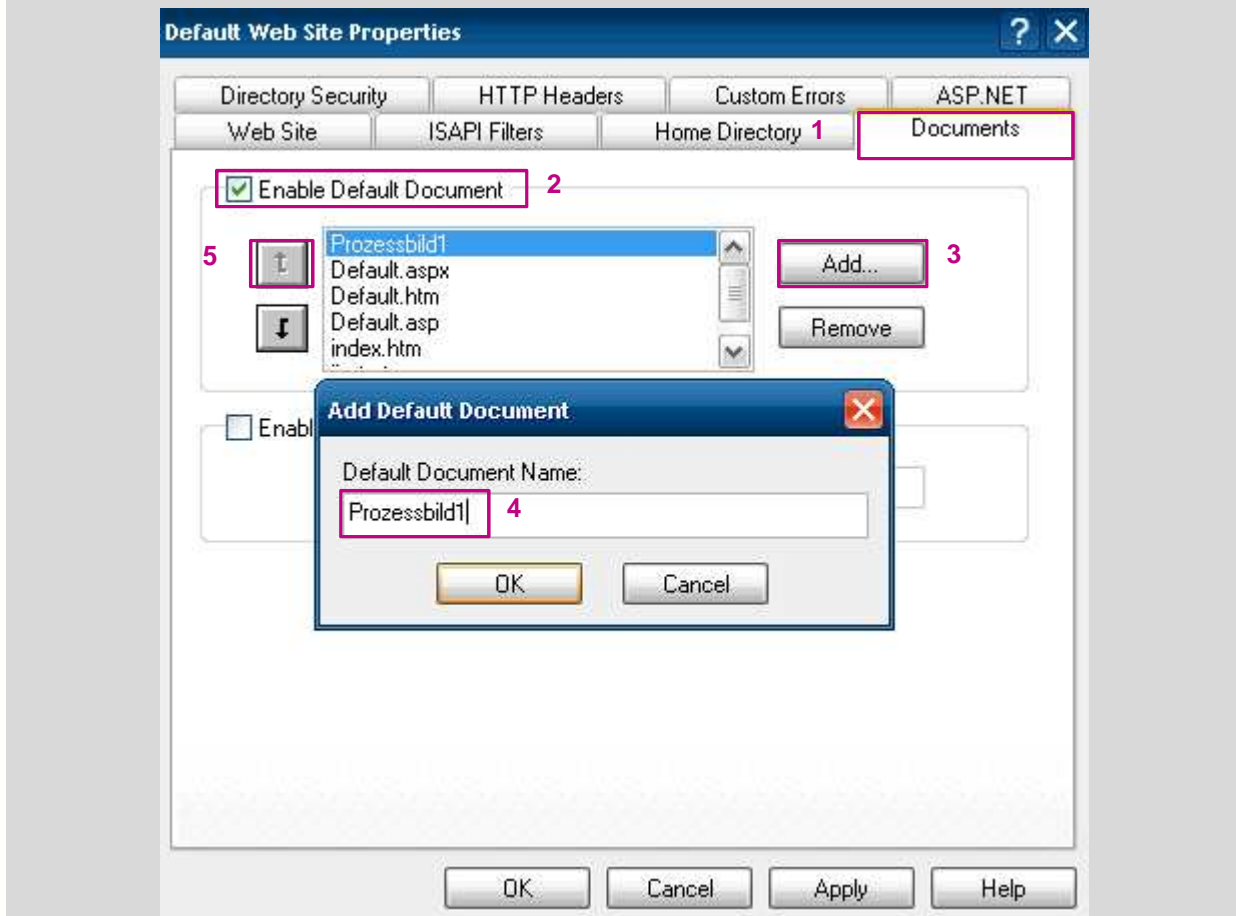 Default Web Site Properties
Directory Security HTTP Headers Custom Errors ASP.NET
Web Site ISAPI Filters Home Directory 1 Documents
Enable Default Document 2
5 Prozessbild1 Add... 3
Default.aspx
Default.htm
Default.asp Remove
index.htm
Add Default Document
Enabl
Default Document Name:
Prozessbild1 4
OK Cancel
OK Cancel Apply Help